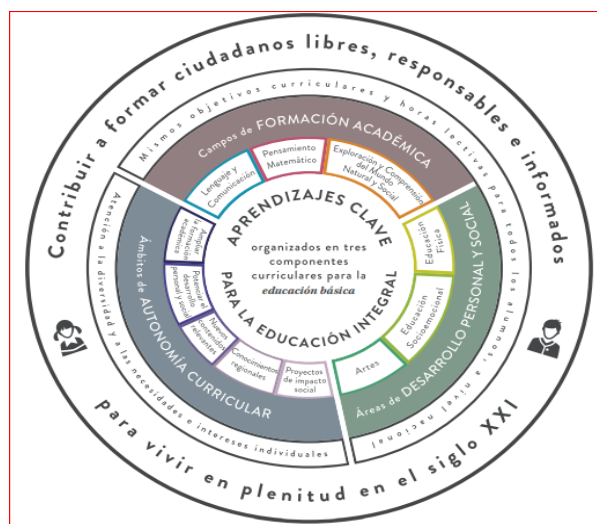 Contribuir a formar ciudadanos libres, responsables e informados
para vivir en plenitud en el siglo XXI
Mismos objetivos curriculares y horas lectivas para todos los alumnos, a nivel nacional
Atención a la diversidad y a las necesidades e intereses individuales
Campos de FORMACIÓN ACADÉMICA
Lenguaje y
Comunicación
Pensamiento
Matemático
Exploración y Comprensión
del Mundo
Natural y Social
Áreas de DESARROLLO PERSONAL Y SOCIAL
Educación
Física
Educación
Socioemocional
Artes
Ámbitos de AUTONOMÍA CURRICULAR
Ampliar
la formación
académica
Potenciar el
desarrollo
personal y social
Nuevos
contenidos
relevantes
Conocimientos
regionales
Proyectos
de impacto
social
APRENDIZAJES CLAVE
organizados en tres
componentes
curriculares para la
educación básica
PARA LA EDUCACIÓN INTEGRAL